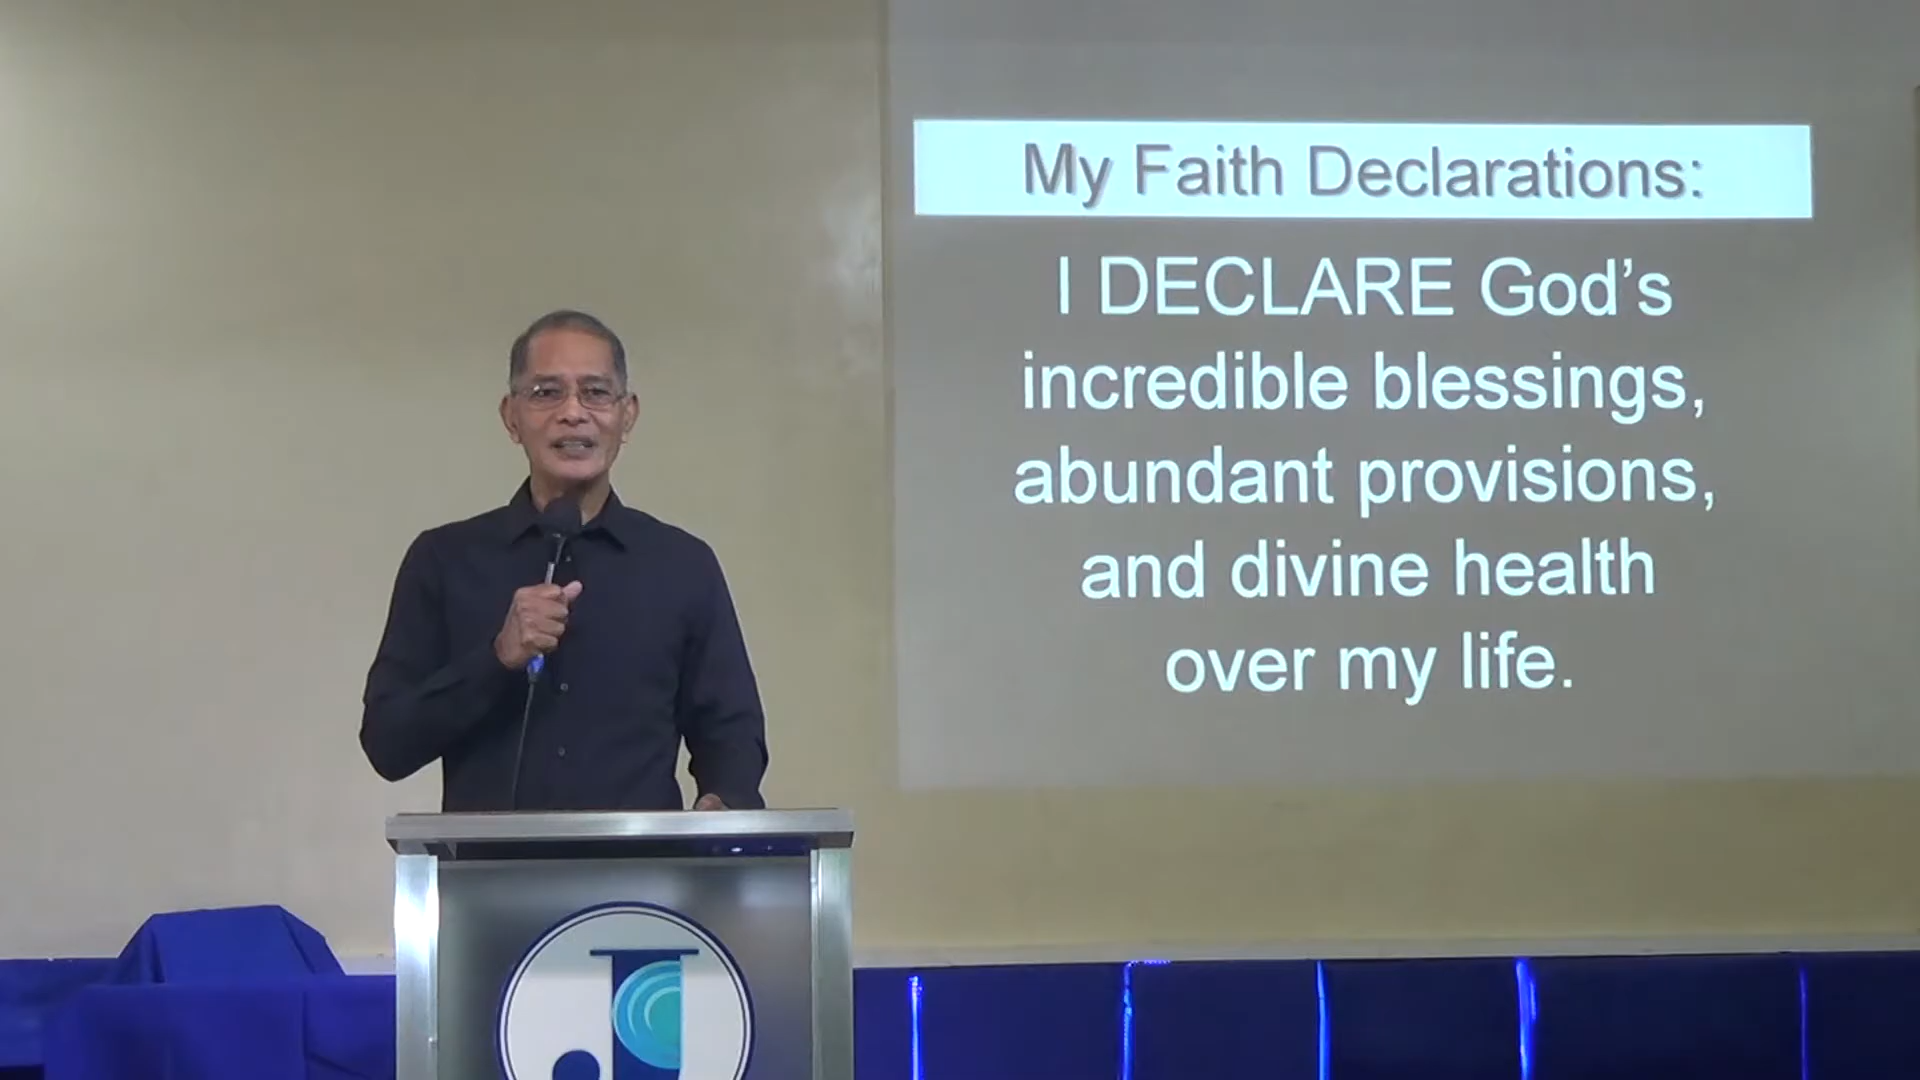 My Faith Declarations:
I DECLARE God’s
incredible blessings,
abundant provisions,
and divine health
over my life.
J